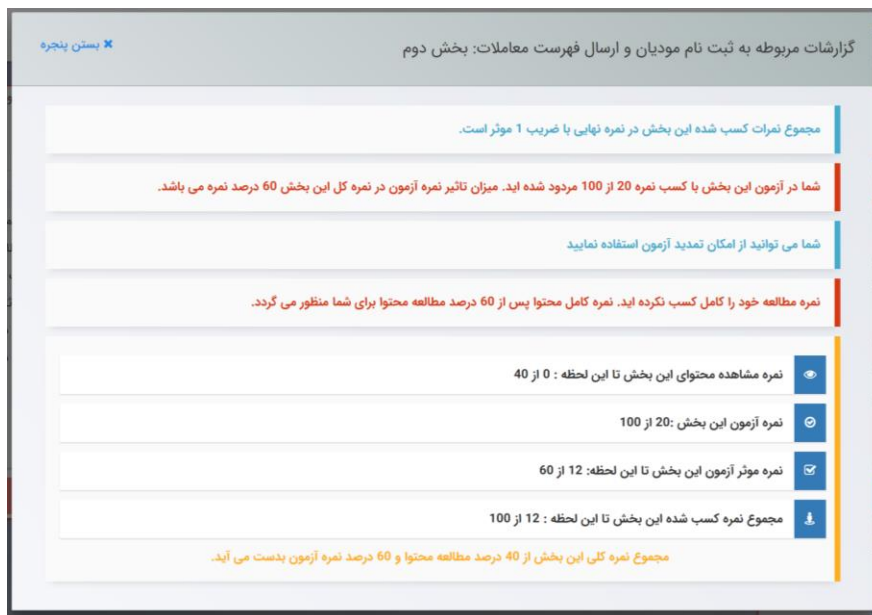 گزارشات مربوطه به ثبت نام مودیان و ارسال فهرست معاملات: بخش دوم
✖ بستن پنجره
مجموع نمرات کسب شده این بخش در نمره نهایی با ضریب 1 موثر است.
شما در آزمون این بخش با کسب نمره 20 از 100 مردود شده اید. میزان تاثیر نمره آزمون در نمره کل این بخش 60 درصد نمره می باشد.
شما می توانید از امکان تمدید آزمون استفاده نمایید
نمره مطالعه خود را کامل کسب نکرده اید. نمره کامل محتوا پس از 60 درصد مطالعه محتوا برای شما منظور می گردد.
نمره مشاهده محتوای این بخش تا این لحظه : 0 از 40
نمره آزمون این بخش :20 از 100
نمره موثر آزمون این بخش تا این لحظه: 12 از 60
مجموع نمره کسب شده این بخش تا این لحظه : 12 از 100
مجموع نمره کلی این بخش از 40 درصد مطالعه محتوا و 60 درصد نمره آزمون بدست می آید.